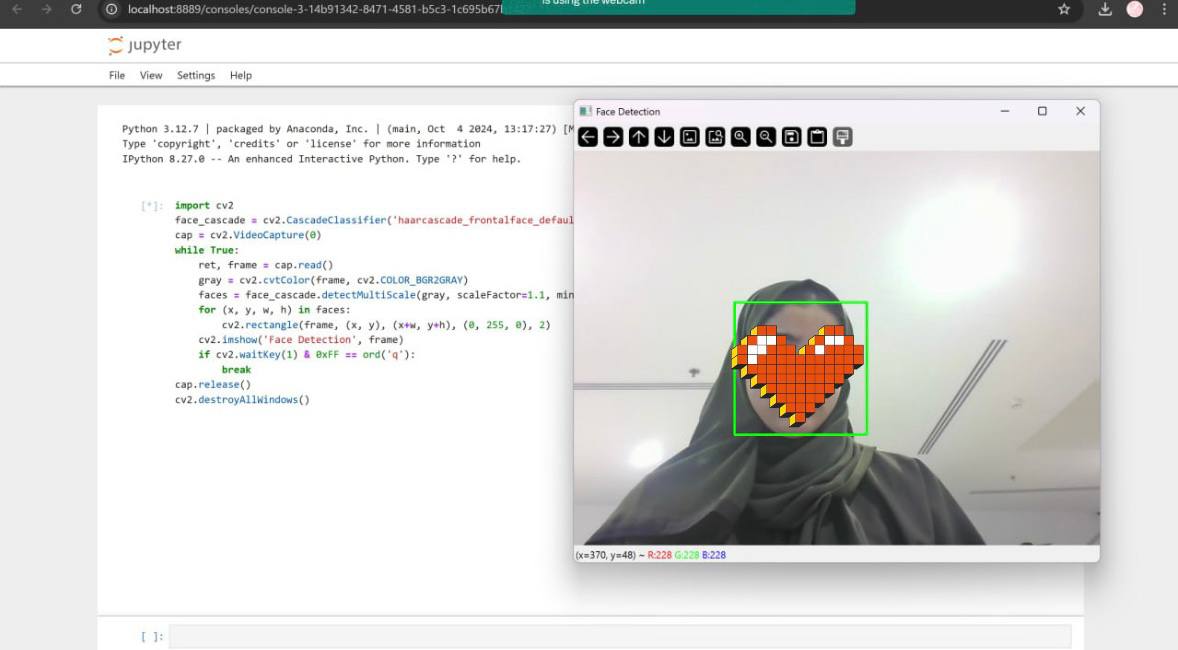 localhost:8889/consoles/console-3-14b91342-8471-4581-b5c3-1c695b67
is using the webcam
jupyter
File View Settings Help
Face Detection
Python 3.12.7 | packaged by Anaconda, Inc. | (main, Oct  4 2024, 13:17:27) [M
Type 'copyright', 'credits' or 'license' for more information
IPython 8.27.0 -- An enhanced Interactive Python. Type '?' for help.
[*]: import cv2
face_cascade = cv2.CascadeClassifier('haarcascade_frontalface_defaul
cap = cv2.VideoCapture(0)
while True:
    ret, frame = cap.read()
    gray = cv2.cvtColor(frame, cv2.COLOR_BGR2GRAY)
    faces = face_cascade.detectMultiScale(gray, scaleFactor=1.1, min
    for (x, y, w, h) in faces:
        cv2.rectangle(frame, (x, y), (x+w, y+h), (0, 255, 0), 2)
    cv2.imshow('Face Detection', frame)
    if cv2.waitKey(1) & 0xFF == ord('q'):
        break
cap.release()
cv2.destroyAllWindows()
(x=370, y=48) ~ R:228 G:228 B:228
[ ]: